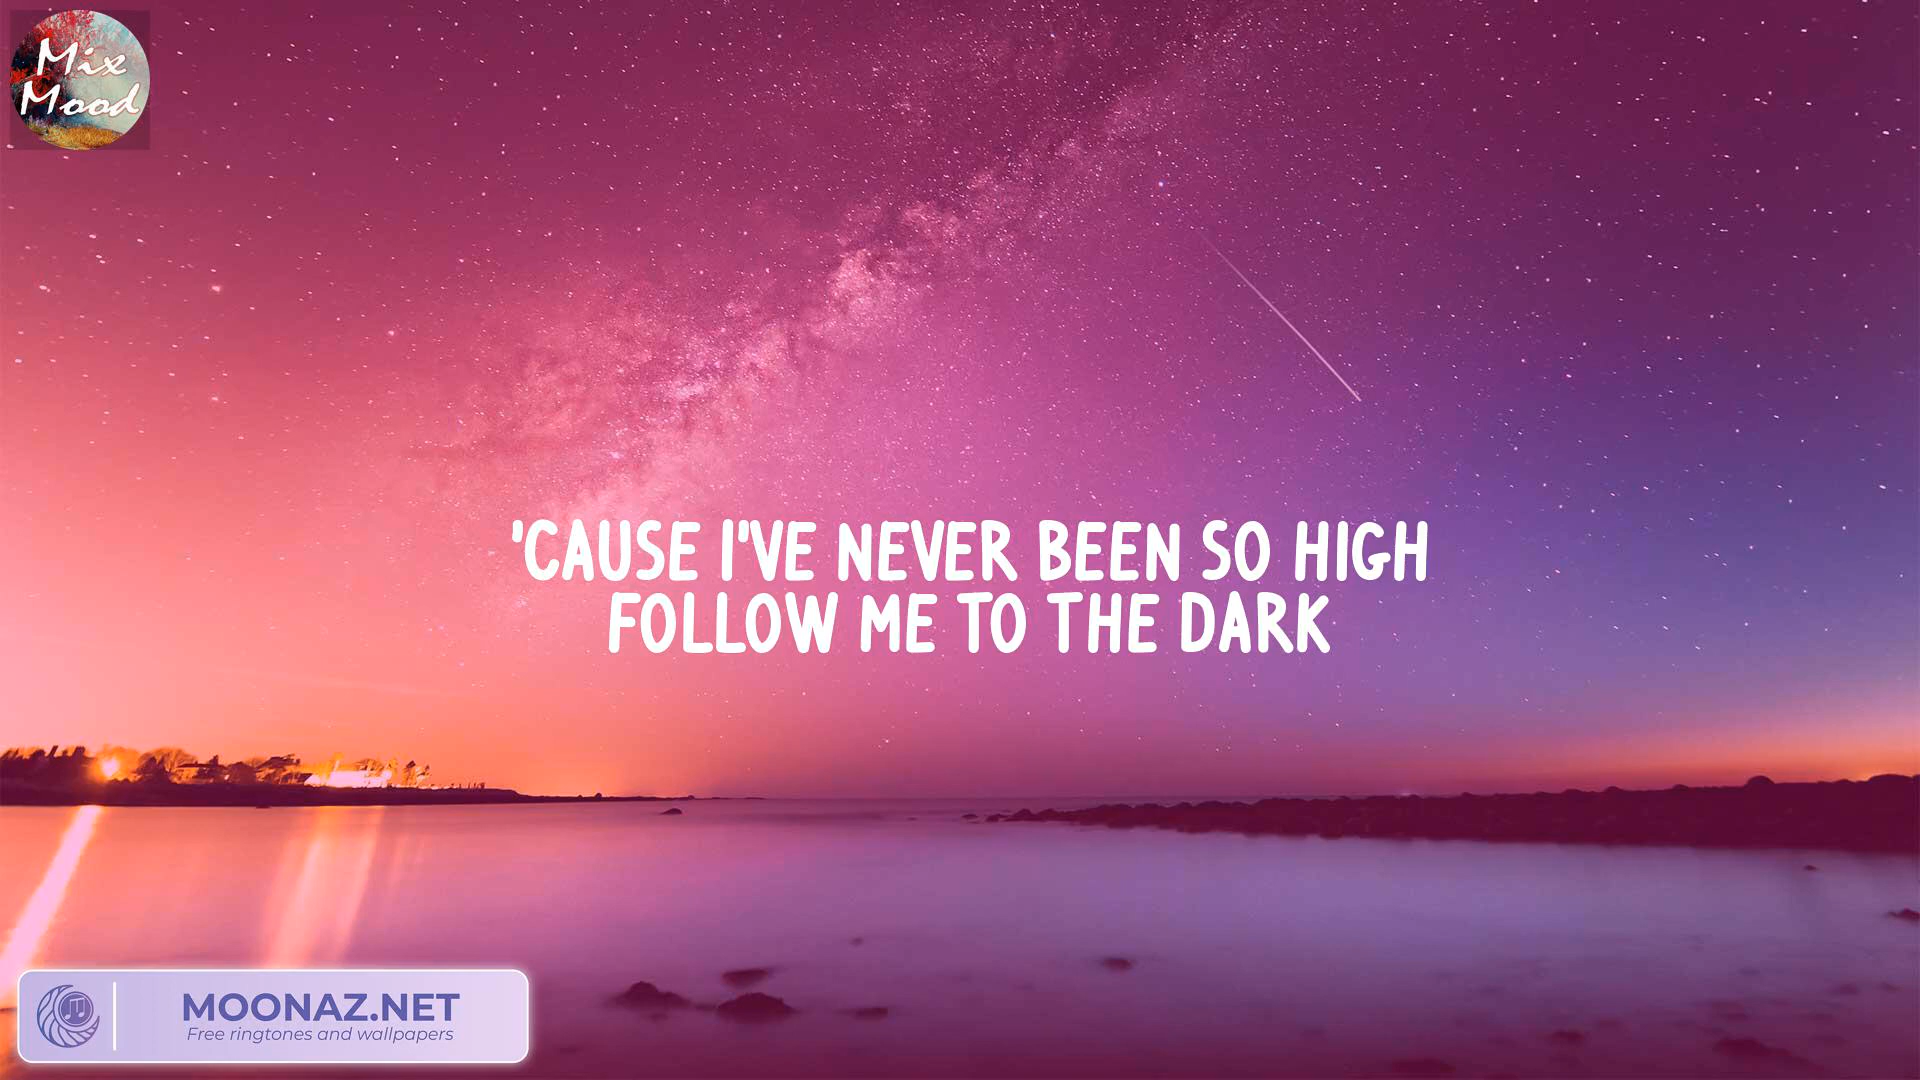 Mix
Mood
'CAUSE I'VE NEVER BEEN SO HIGH
FOLLOW ME TO THE DARK
MOONAZ.NET
Free ringtones and wallpapers